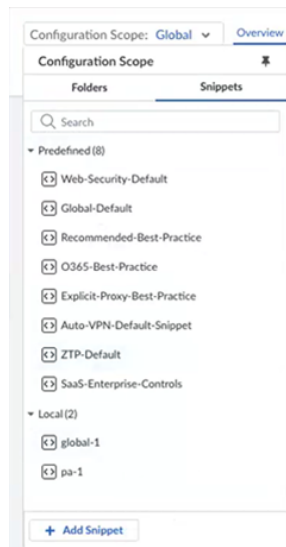 Configuration Scope: Global
Overview
Configuration Scope
Folders
Snippets
Search
Predefined (8)
Web-Security-Default
Global-Default
Recommended-Best-Practice
O365-Best-Practice
Explicit-Proxy-Best-Practice
Auto-VPN-Default-Snippet
ZTP-Default
SaaS-Enterprise-Controls
Local (2)
global-1
pa-1
+ Add Snippet